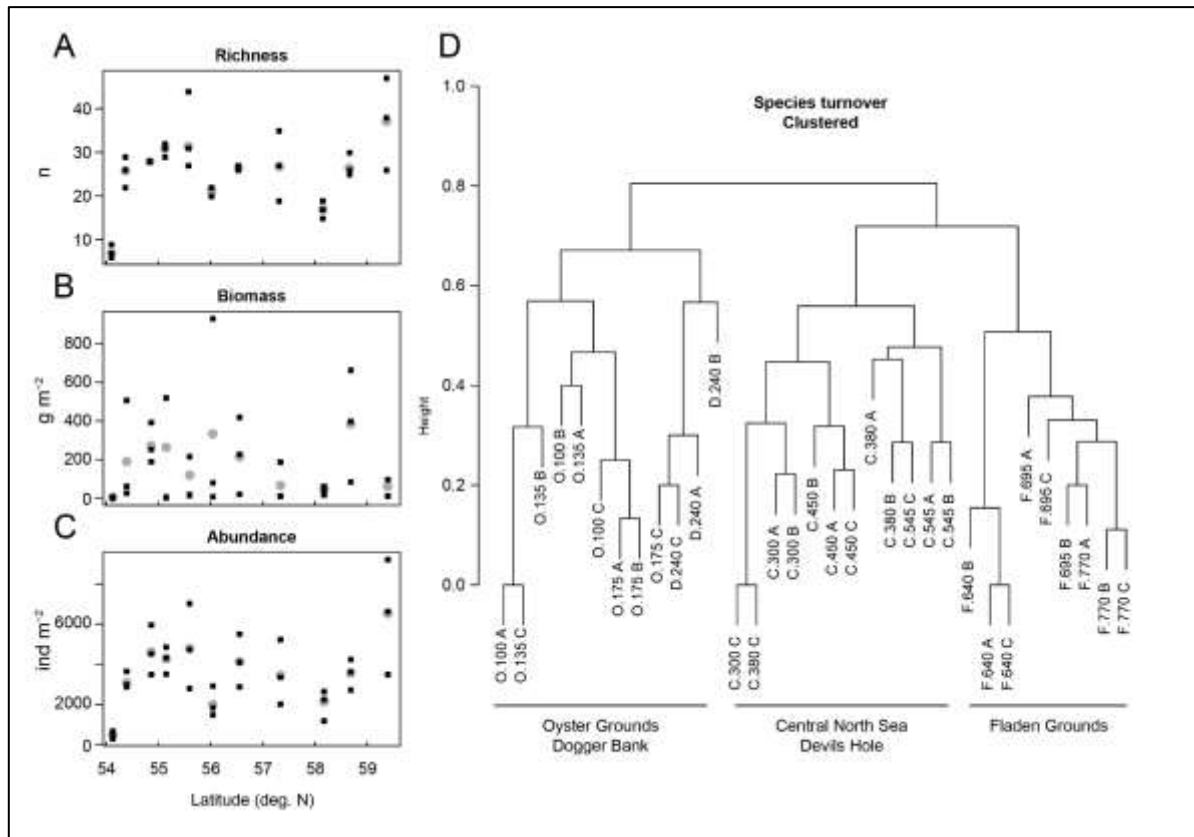 A
Richness
n
40
30
20
10
B
Biomass
g m⁻²
800
600
400
200
0
C
Abundance
ind m⁻²
6000
2000
0
54 55 56 57 58 59
Latitude (deg. N)
D
Species turnover
Clustered
Height
1.0
0.8
0.6
0.4
0.2
0.0
O.100 A
O.135 C
O.135 B
O.100 B
O.135 A
O.100 C
O.175 A
O.175 B
O.175 C
D.240 C
D.240 A
D.240 B
C.300 C
C.380 C
C.300 A
C.300 B
C.450 B
C.450 A
C.450 C
C.380 A
C.380 B
C.545 C
C.545 A
C.545 B
F.640 B
F.640 A
F.640 C
F.695 A
F.695 C
F.695 B
F.770 A
F.770 B
F.770 C
Oyster Grounds
Dogger Bank
Central North Sea
Devils Hole
Fladen Grounds